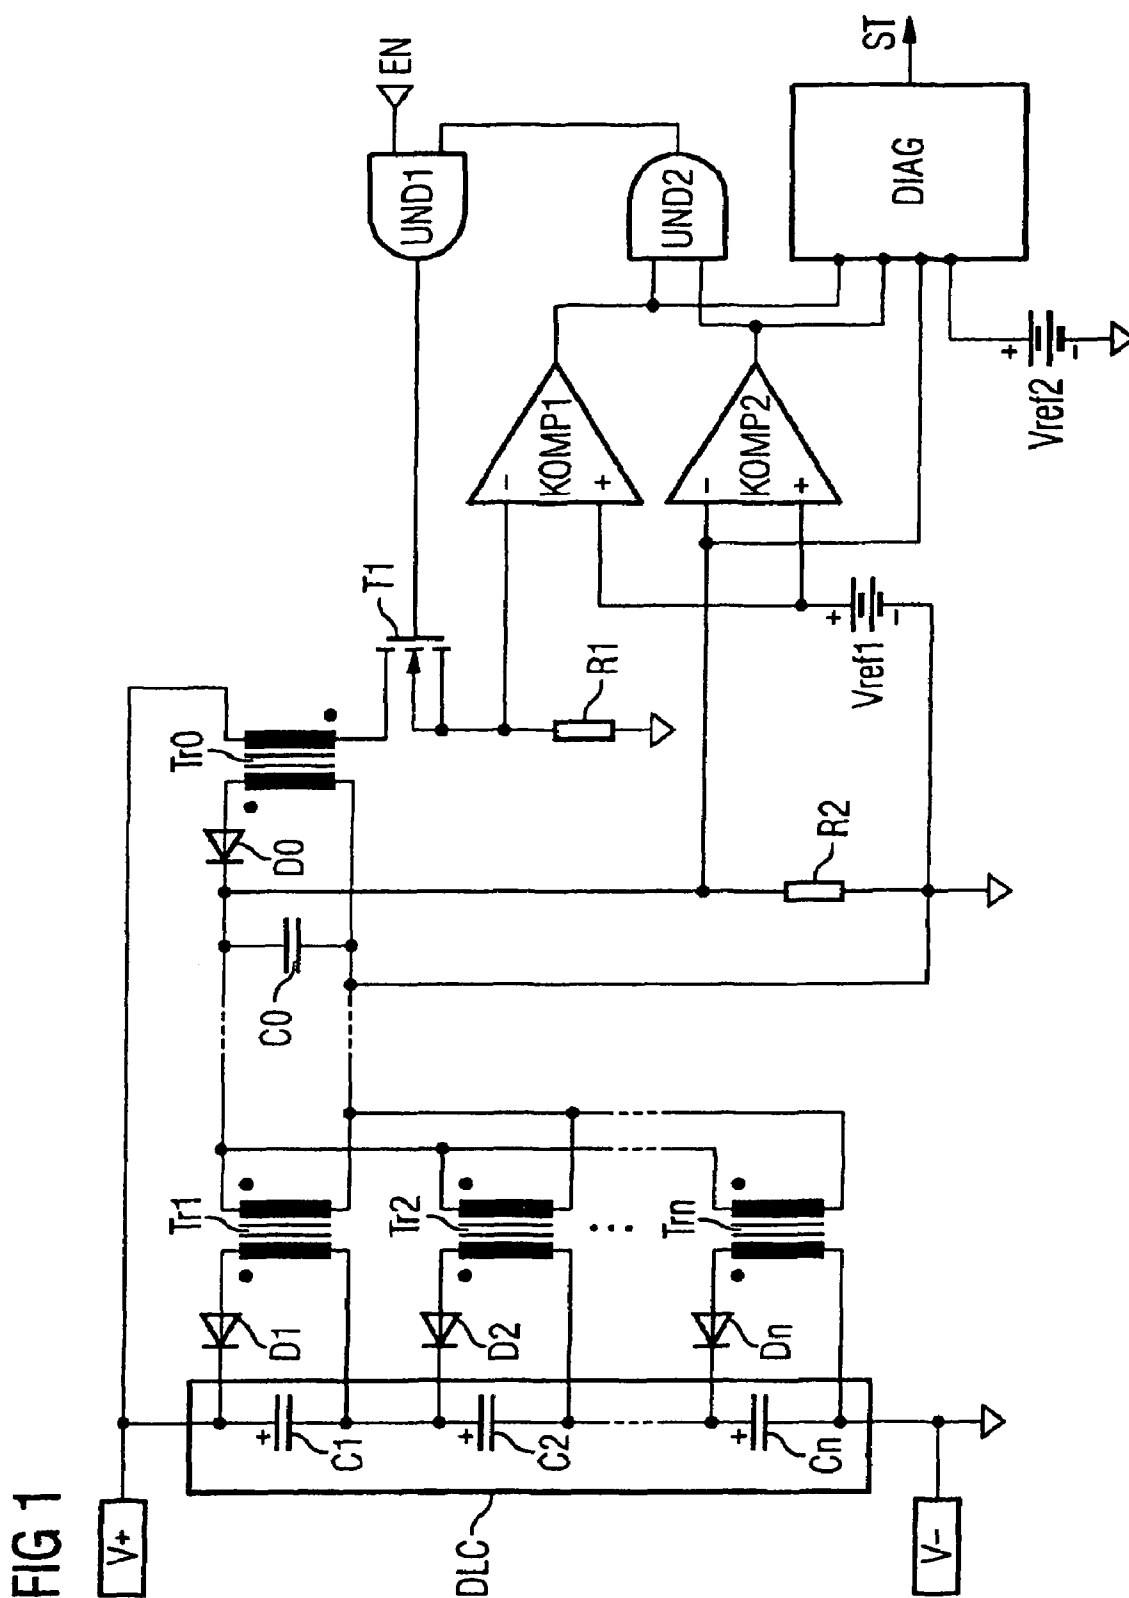 FIG 1
V+
DLC
V-
+
C1
+
C2
+
Cn
D1
D2
Dn
Tr1
Tr2
...
Trn
C0
D0
Tr0
R2
R1
T1
Vref1
+
-
KOMP1
-
+
KOMP2
-
+
Vref2
+
-
UND1
EN
UND2
DIAG
ST